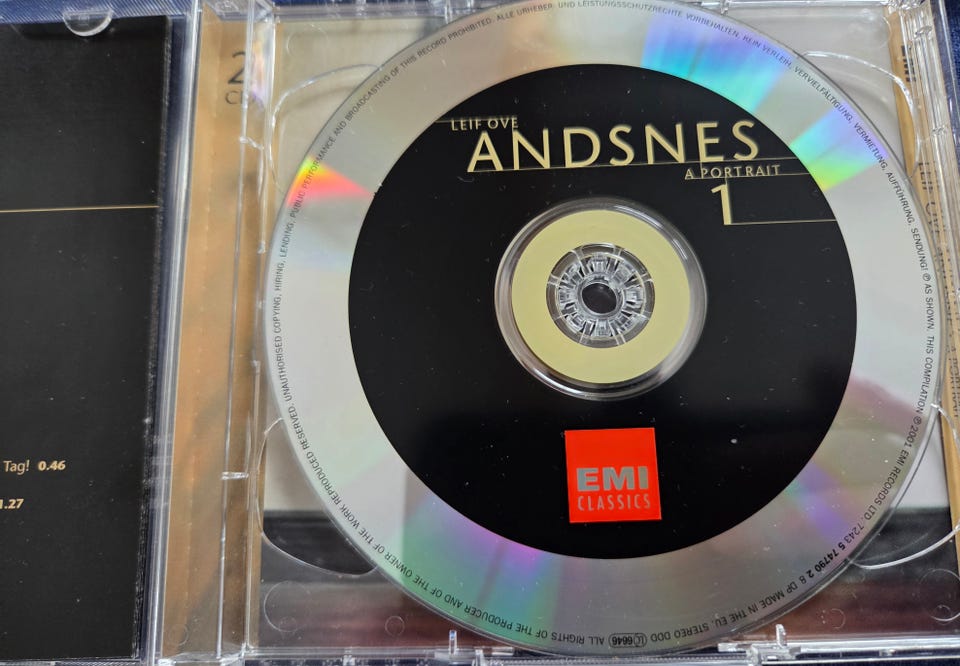 LEIF OVE
ANDSNES
A PORTRAIT
1
EMI
CLASSICS
ALL RIGHTS OF THE PRODUCER AND OF THE OWNER OF THE WORK REPRODUCED RESERVED. UNAUTHORISED COPYING, HIRING, LENDING, PUBLIC PERFORMANCE AND BROADCASTING OF THIS RECORD PROHIBITED. ALLE URHEBER- UND LEISTUNGSSCHUTZRECHTE VORBEHALTEN. KEIN VERLEIH, VERVIELFÄLTIGUNG, VERMIETUNG, AUFFÜHRUNG, SENDUNG! ℗ AS SHOWN. THIS COMPILATION ℗ 2001 EMI RECORDS LTD. 7243 5 74790 2 8 DP MADE IN THE EU. STEREO DDD LC 6646
Tag! 0.46
1.27
2
CD